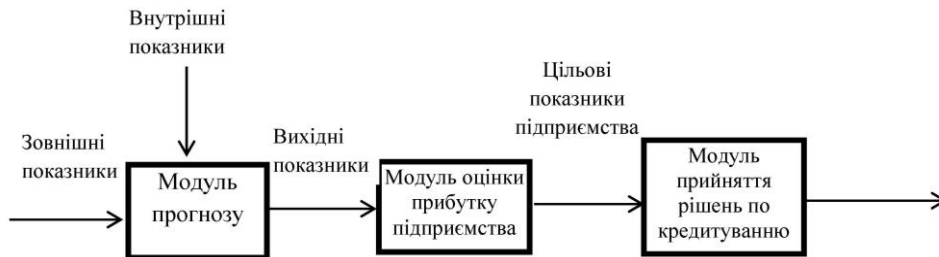 Внутрішні
показники
Зовнішні
показники
Модуль
прогнозу
Вихідні
показники
Модуль оцінки
прибутку
підприємства
Цільові
показники
підприємства
Модуль
прийняття
рішень по
кредитуванню